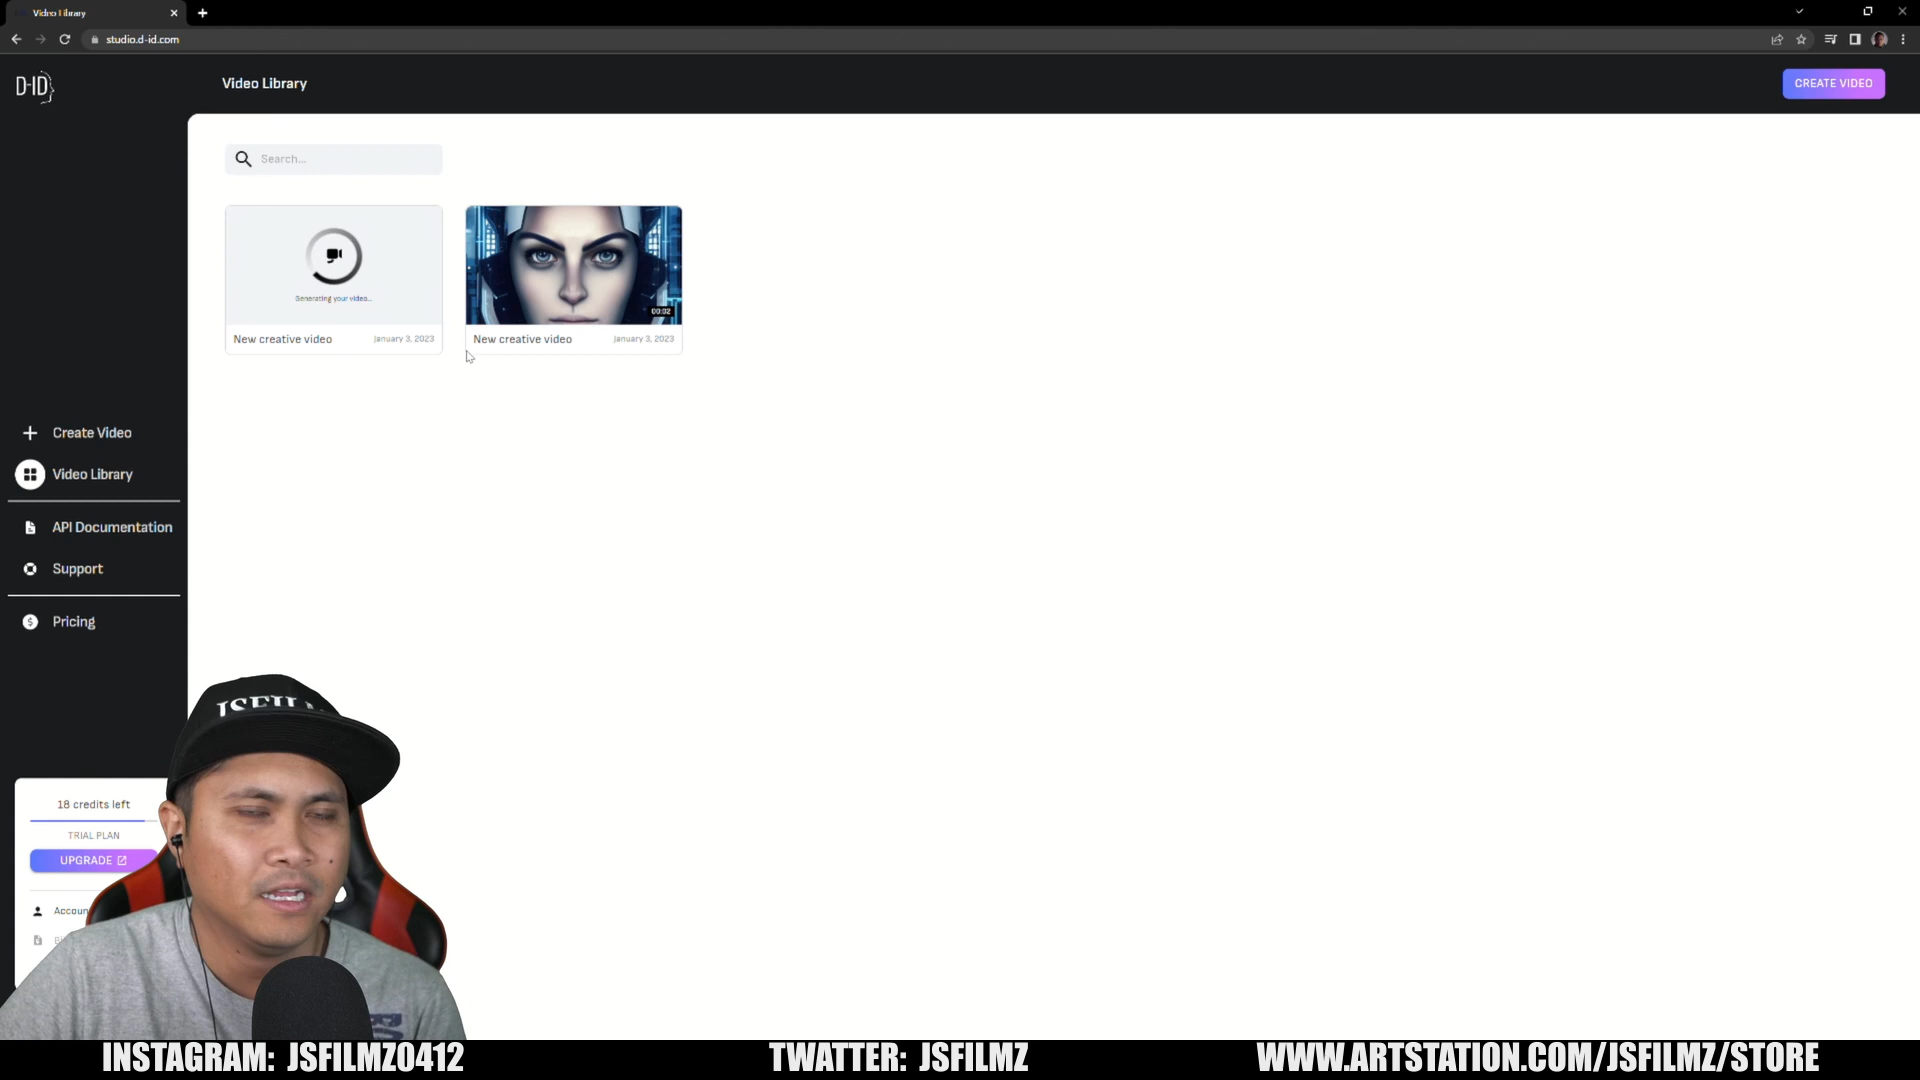 Video Library
studio.d-id.com
D-ID
Video Library
CREATE VIDEO
Search...
Generating your video...
00:02
New creative video
January 3, 2023
New creative video
January 3, 2023
Create Video
Video Library
API Documentation
Support
$ Pricing
18 credits left
TRIAL PLAN
UPGRADE
INSTAGRAM: JSFILMZ0412
TWATTER: JSFILMZ
WWW.ARTSTATION.COM/JSFILMZ/STORE